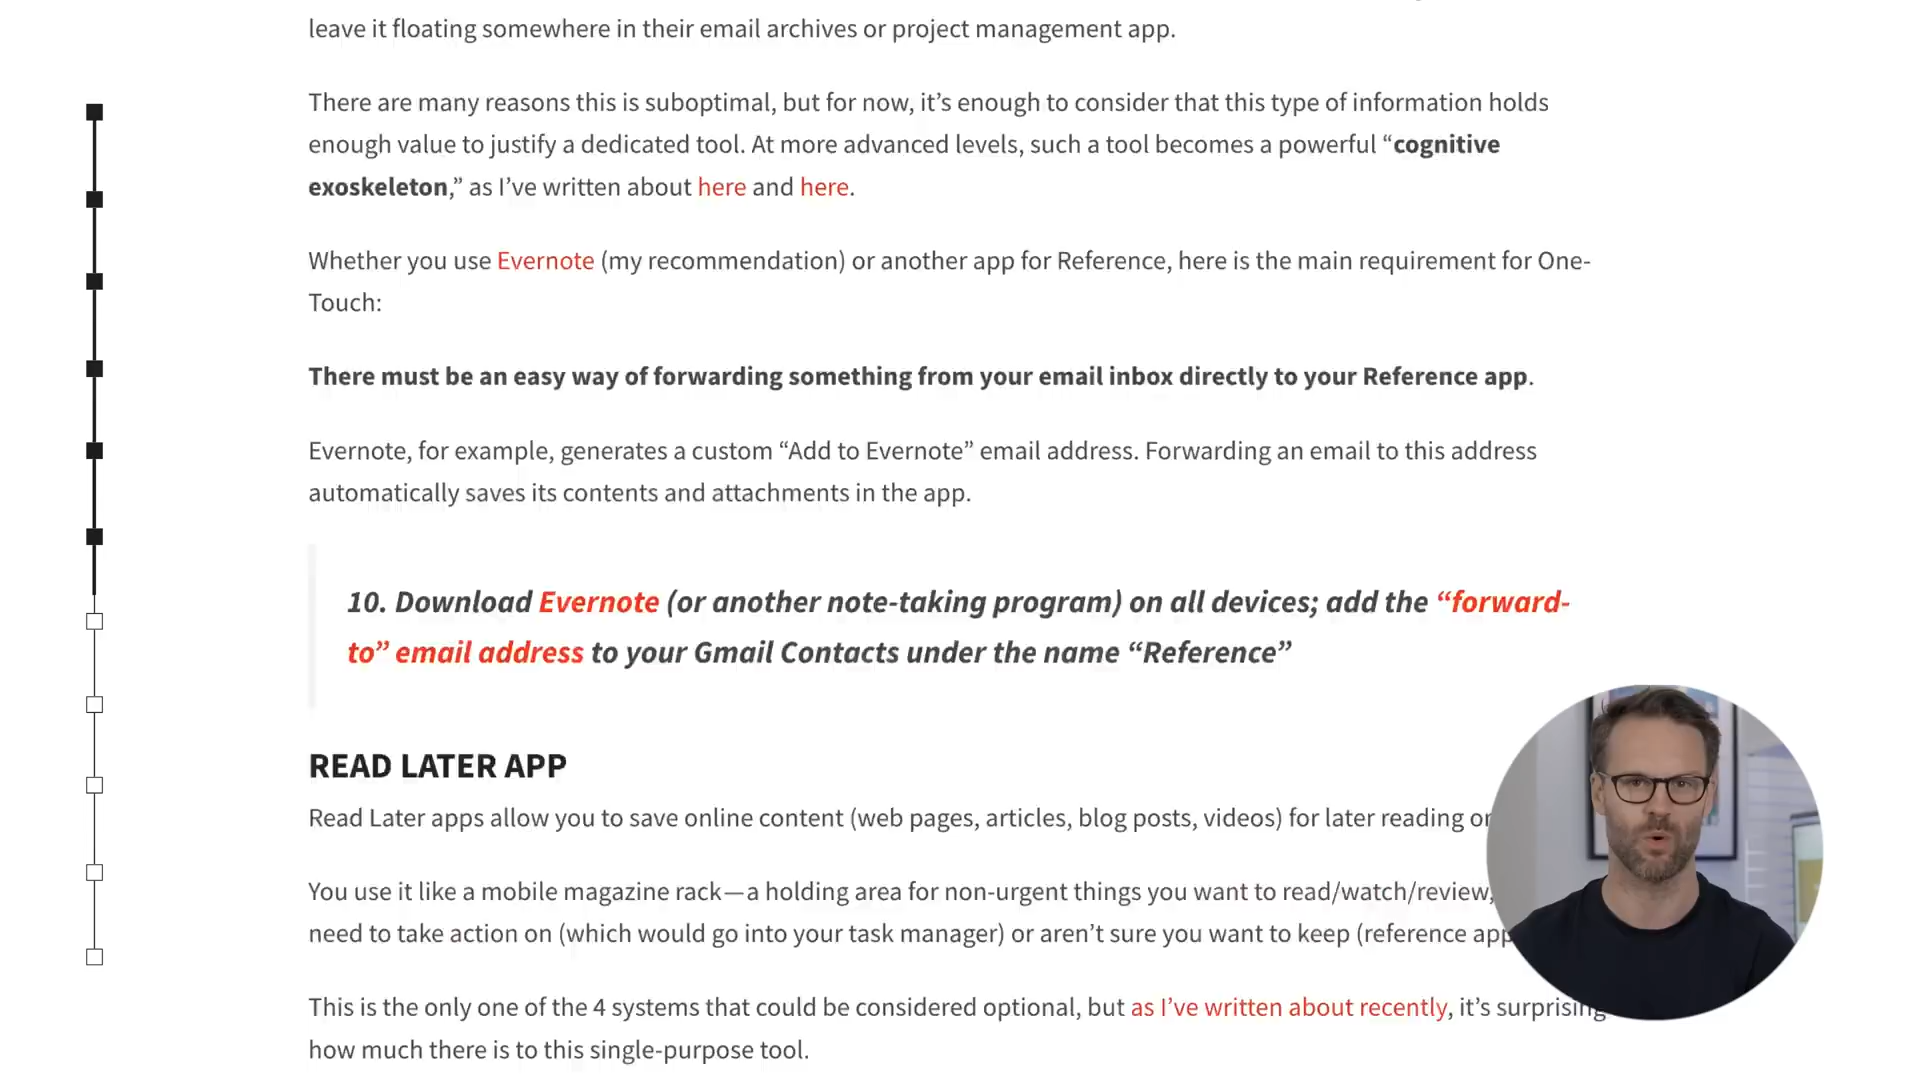 leave it floating somewhere in their email archives or project management app.
There are many reasons this is suboptimal, but for now, it’s enough to consider that this type of information holds
enough value to justify a dedicated tool. At more advanced levels, such a tool becomes a powerful “cognitive
exoskeleton,” as I’ve written about here and here.
Whether you use Evernote (my recommendation) or another app for Reference, here is the main requirement for One-
Touch:
There must be an easy way of forwarding something from your email inbox directly to your Reference app.
Evernote, for example, generates a custom “Add to Evernote” email address. Forwarding an email to this address
automatically saves its contents and attachments in the app.
10. Download Evernote (or another note-taking program) on all devices; add the “forward-
to” email address to your Gmail Contacts under the name “Reference”
READ LATER APP
Read Later apps allow you to save online content (web pages, articles, blog posts, videos) for later reading or
You use it like a mobile magazine rack—a holding area for non-urgent things you want to read/watch/review,
need to take action on (which would go into your task manager) or aren’t sure you want to keep (reference app
This is the only one of the 4 systems that could be considered optional, but as I’ve written about recently, it’s surprising
how much there is to this single-purpose tool.